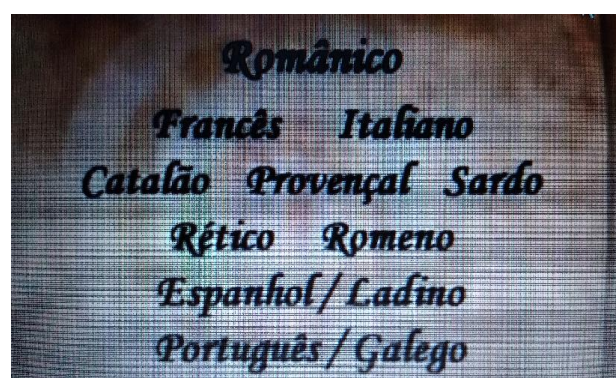 Românico
Francês Italiano
Catalão Provençal Sardo
Rético Romeno
Espanhol/Ladino
Português/Galego